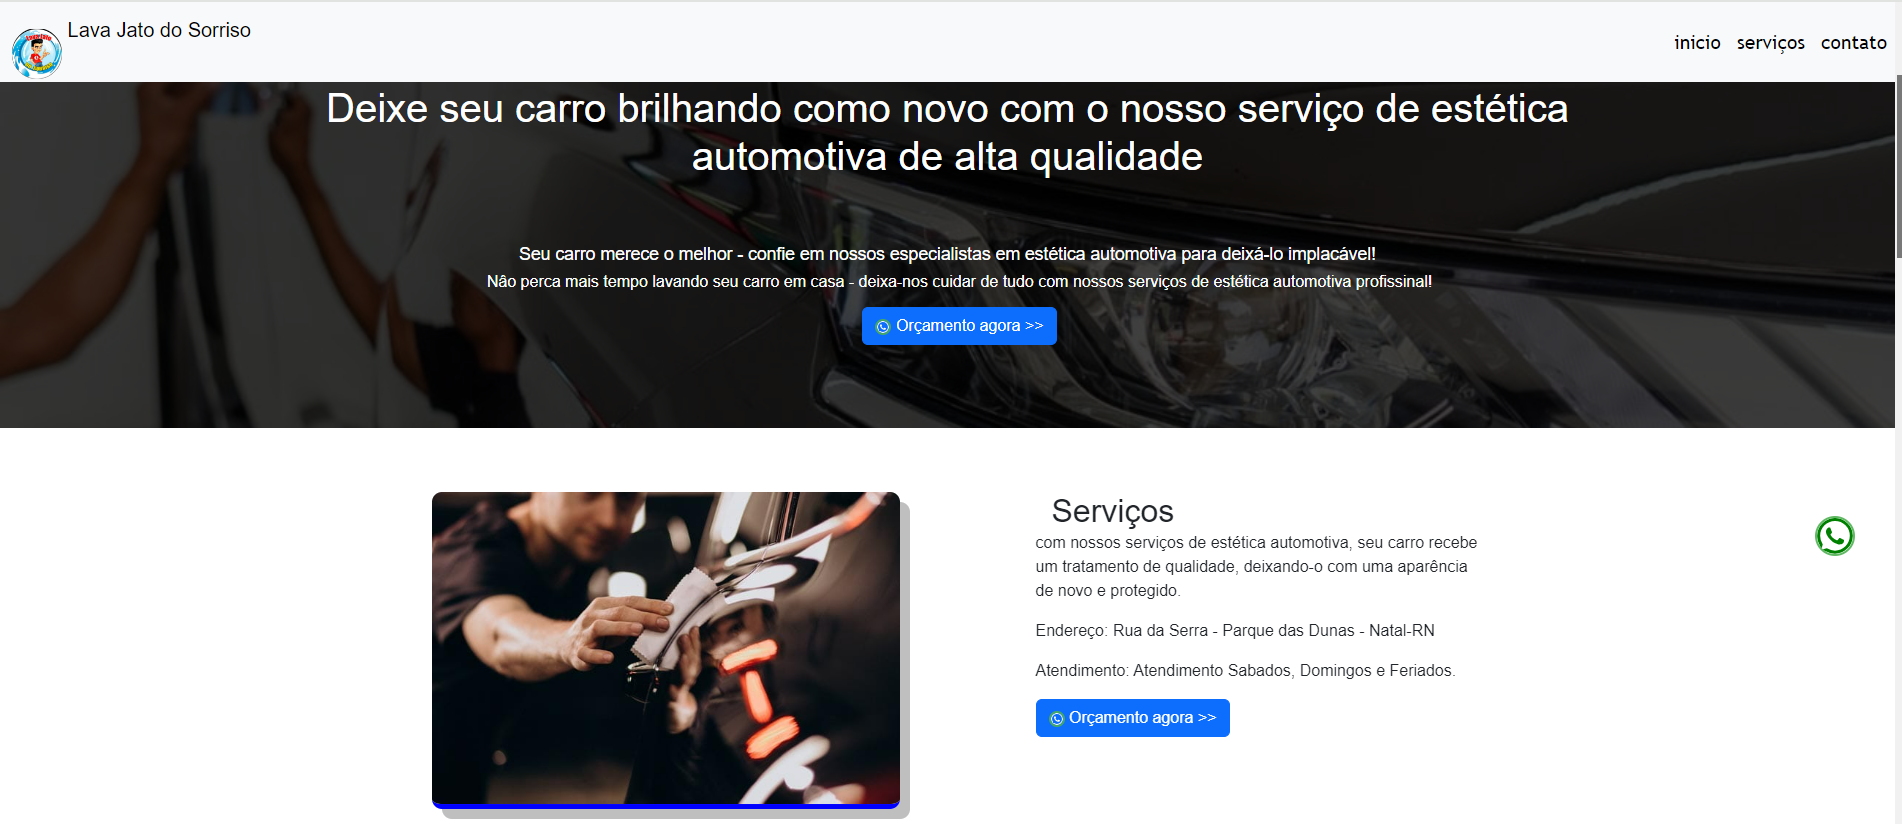 Lava Jato do Sorriso
inicio serviços contato
Deixe seu carro brilhando como novo com o nosso serviço de estética
automotiva de alta qualidade
Seu carro merece o melhor - confie em nossos especialistas em estética automotiva para deixá-lo implacável!
Não perca mais tempo lavando seu carro em casa - deixa-nos cuidar de tudo com nossos serviços de estética automotiva profissinal!
Orçamento agora >>
Serviços
com nossos serviços de estética automotiva, seu carro recebe
um tratamento de qualidade, deixando-o com uma aparência
de novo e protegido.
Endereço: Rua da Serra - Parque das Dunas - Natal-RN
Atendimento: Atendimento Sabados, Domingos e Feriados.
Orçamento agora >>